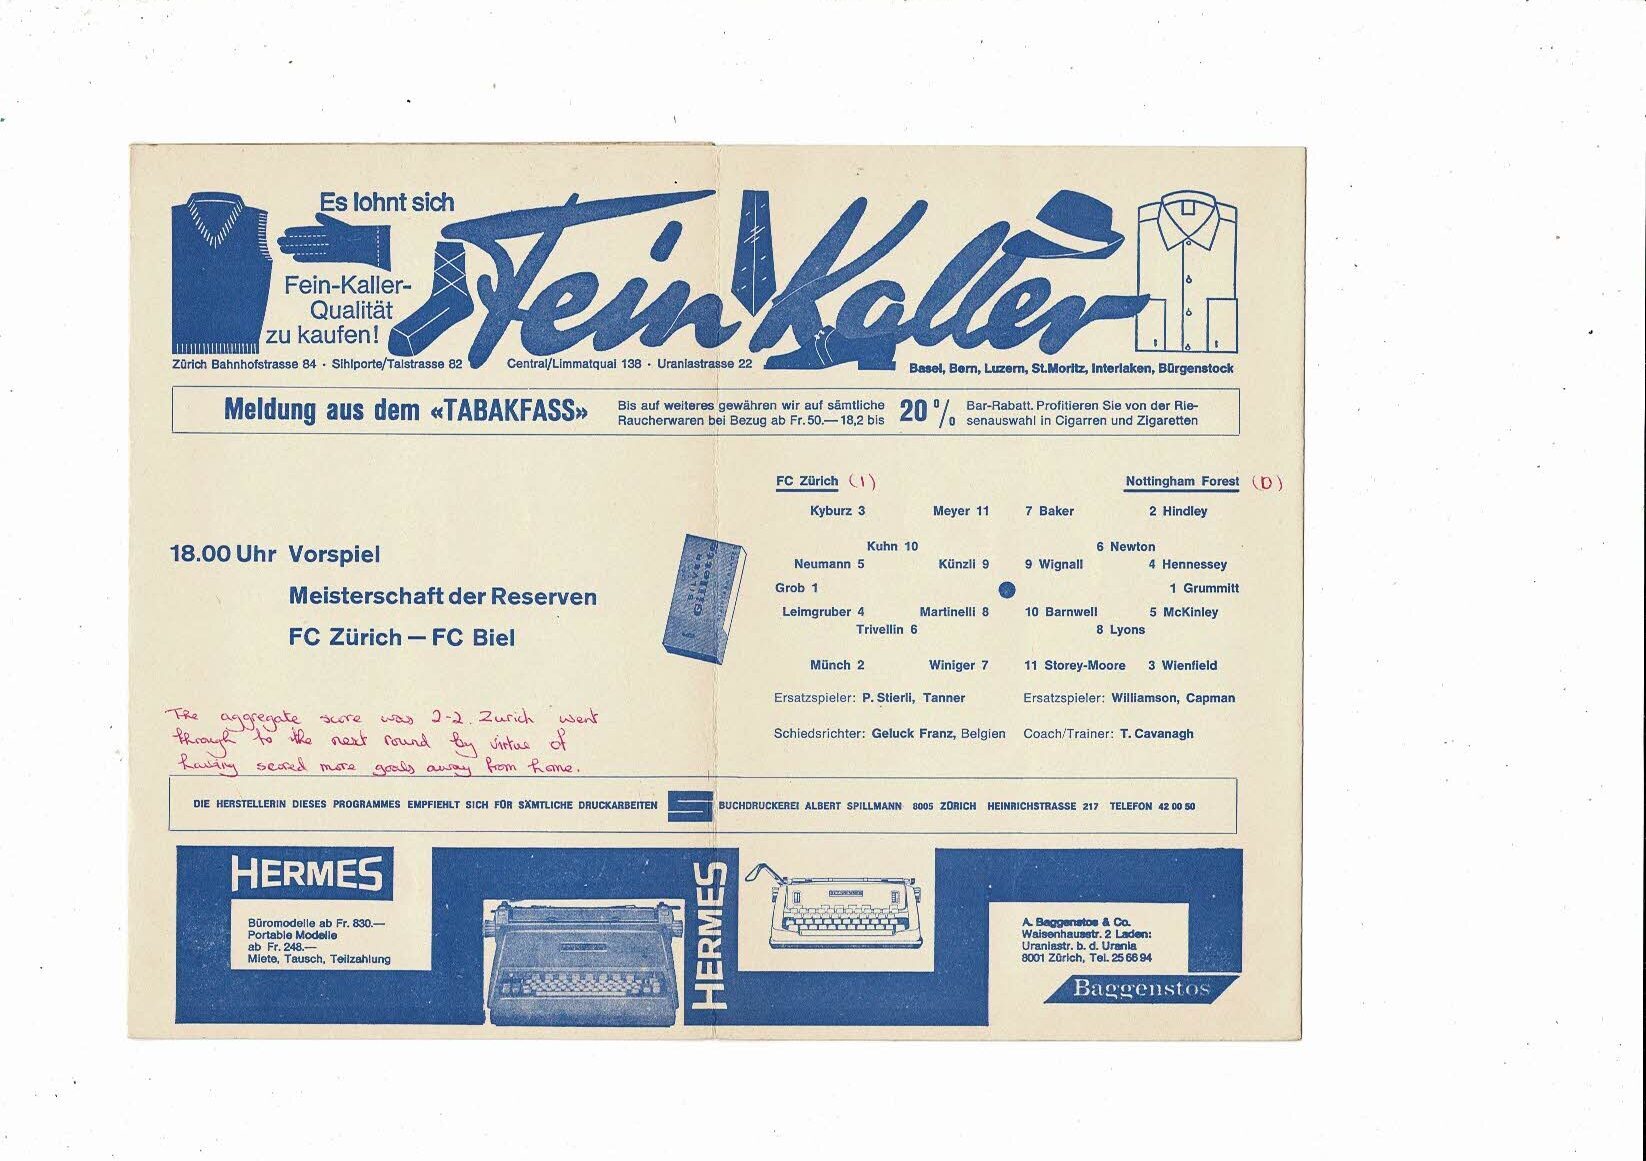 Es lohnt sich
Fein-Kaller-
Qualität
zu kaufen!
Fein Kaller
Zürich Bahnhofstrasse 84 · Sihlporte/Talstrasse 82
Central/Limmatquai 138 · Uraniastrasse 22
Basel, Bern, Luzern, St.Moritz, Interlaken, Bürgenstock
Meldung aus dem «TABAKFASS»
Bis auf weiteres gewähren wir auf sämtliche
Raucherwaren bei Bezug ab Fr. 50.— 18,2 bis
20 %
Bar-Rabatt. Profitieren Sie von der Rie-
senauswahl in Cigarren und Zigaretten
18.00 Uhr Vorspiel
Meisterschaft der Reserven
FC Zürich — FC Biel
SILVER
Gillette
The aggregate score was 2-2. Zurich went
through to the next round by virtue of
having scored more goals away from home.
FC Zürich (1) Nottingham Forest (0)
Kyburz 3 Meyer 11 7 Baker 2 Hindley
Kuhn 10 6 Newton
Neumann 5 Künzli 9 9 Wignall 4 Hennessey
Grob 1 1 Grummitt
Leimgruber 4 Martinelli 8 10 Barnwell 5 McKinley
Trivellin 6 8 Lyons
Münch 2 Winiger 7 11 Storey-Moore 3 Wienfield
Ersatzspieler: P. Stierli, Tanner Ersatzspieler: Williamson, Capman
Schiedsrichter: Geluck Franz, Belgien Coach/Trainer: T. Cavanagh
DIE HERSTELLERIN DIESES PROGRAMMES EMPFIEHLT SICH FÜR SÄMTLICHE DRUCKARBEITEN
BUCHDRUCKEREI ALBERT SPILLMANN 8005 ZÜRICH HEINRICHSTRASSE 217 TELEFON 42 00 50
HERMES
Büromodelle ab Fr. 830.—
Portable Modelle
ab Fr. 248.—
Miete, Tausch, Teilzahlung
HERMES
A. Baggenstos & Co.
Waisenhausstr. 2 Laden:
Uraniastr. b. d. Urania
8001 Zürich, Tel. 25 66 94
Baggenstos